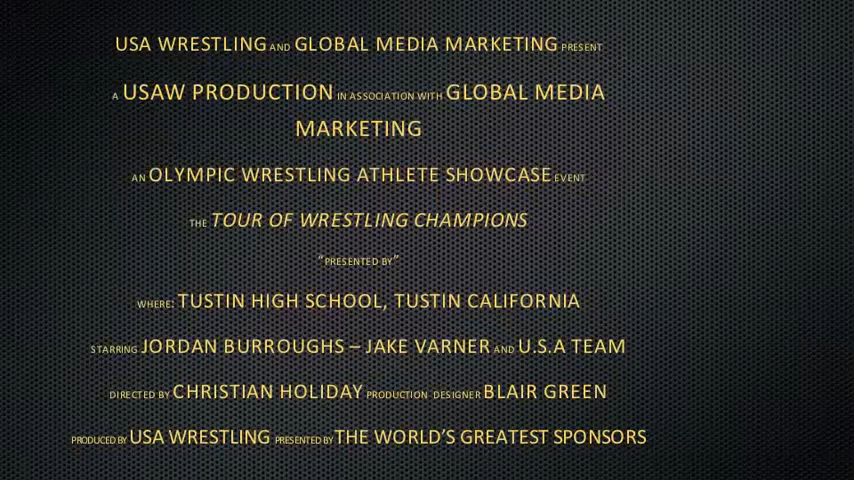 USA WRESTLING AND GLOBAL MEDIA MARKETING PRESENT
A USAW PRODUCTION IN ASSOCIATION WITH GLOBAL MEDIA
MARKETING
AN OLYMPIC WRESTLING ATHLETE SHOWCASE EVENT
THE TOUR OF WRESTLING CHAMPIONS
“PRESENTED BY”
WHERE: TUSTIN HIGH SCHOOL, TUSTIN CALIFORNIA
STARRING JORDAN BURROUGHS – JAKE VARNER AND U.S.A TEAM
DIRECTED BY CHRISTIAN HOLIDAY PRODUCTION DESIGNER BLAIR GREEN
PRODUCED BY USA WRESTLING PRESENTED BY THE WORLD’S GREATEST SPONSORS